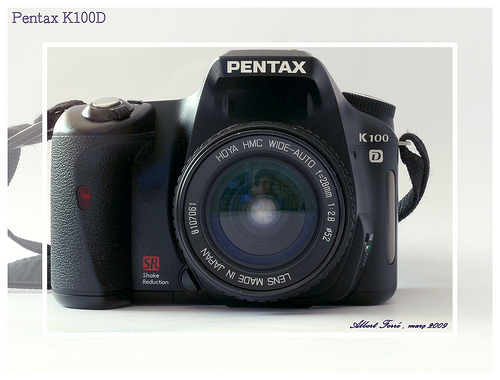 Pentax K100D
PENTAX
K100
D
HOYA HMC WIDE-AUTO f=28mm 1:2.8 ø52
LENS MADE IN JAPAN
8107061
SR
Shake
Reduction
Albert Ferré, març 2009